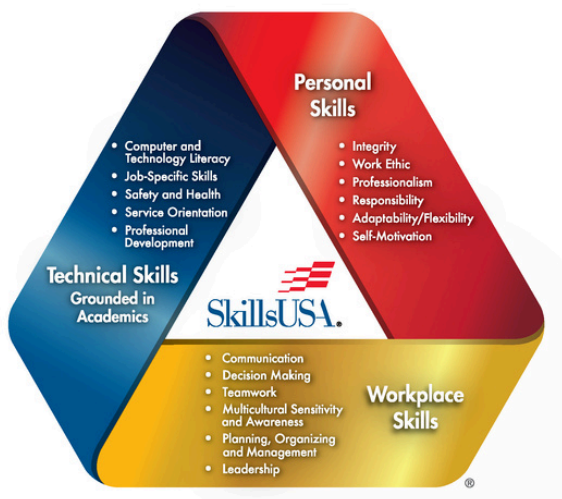 Personal
Skills
• Integrity
• Work Ethic
• Professionalism
• Responsibility
• Adaptability/Flexibility
• Self-Motivation
• Computer and
Technology Literacy
• Job-Specific Skills
• Safety and Health
• Service Orientation
• Professional
Development
Technical Skills
Grounded in
Academics
SkillsUSA.
• Communication
• Decision Making
• Teamwork
• Multicultural Sensitivity
and Awareness
• Planning, Organizing
and Management
• Leadership
Workplace
Skills
®